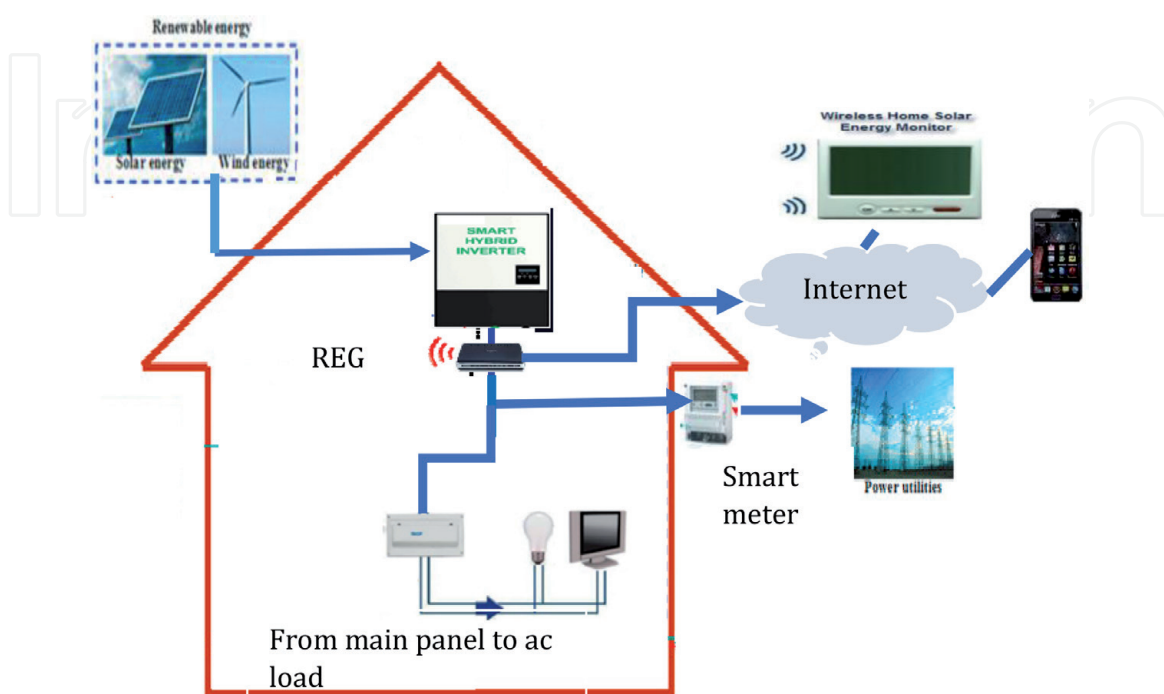 Renewable energy
Solar energy
Wind energy
Wireless Home Solar
Energy Monitor
SMART
HYBRID
INVERTER
Internet
REG
Smart
meter
Power utilities
From main panel to ac
load